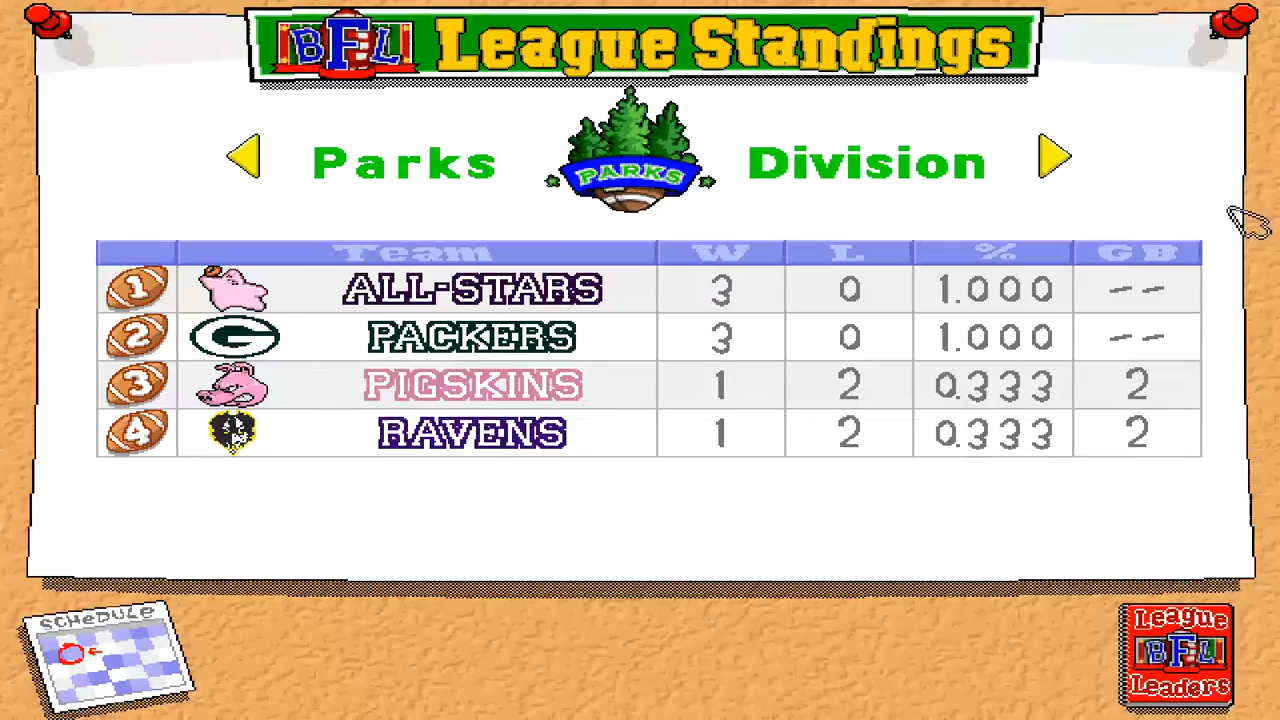 BFL League Standings
Parks PARKS Division
Team W L % GB
1 ALL-STARS 3 0 1.000 --
2 G PACKERS 3 0 1.000 --
3 PIGSKINS 1 2 0.333 2
4 RAVENS 1 2 0.333 2
SCHEDULE
League
BFL
Leaders